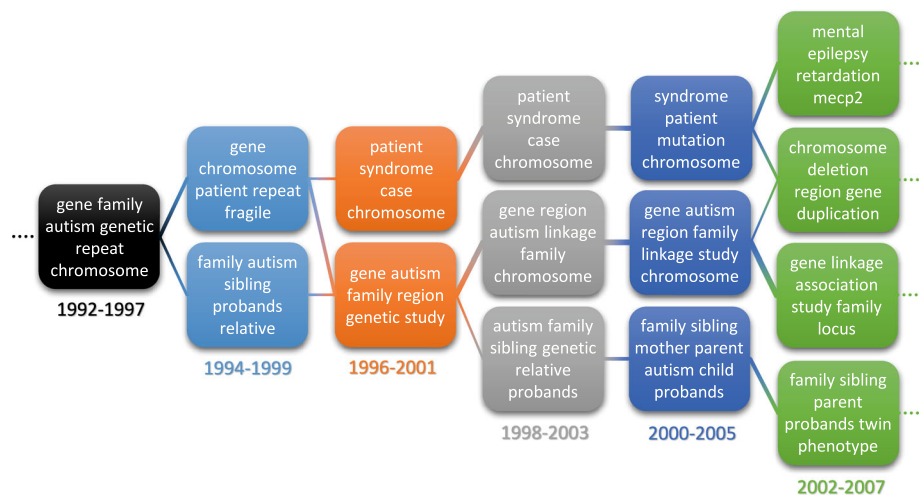 gene family
autism genetic
repeat
chromosome
1992-1997
gene
chromosome
patient repeat
fragile
family autism
sibling
probands
relative
1994-1999
patient
syndrome
case
chromosome
gene autism
family region
genetic study
1996-2001
patient
syndrome
case
chromosome
gene region
autism linkage
family
chromosome
autism family
sibling genetic
relative
probands
1998-2003
syndrome
patient
mutation
chromosome
gene autism
region family
linkage study
chromosome
family sibling
mother parent
autism child
probands
2000-2005
mental
epilepsy
retardation
mecp2
chromosome
deletion
region gene
duplication
gene linkage
association
study family
locus
family sibling
parent
probands twin
phenotype
2002-2007